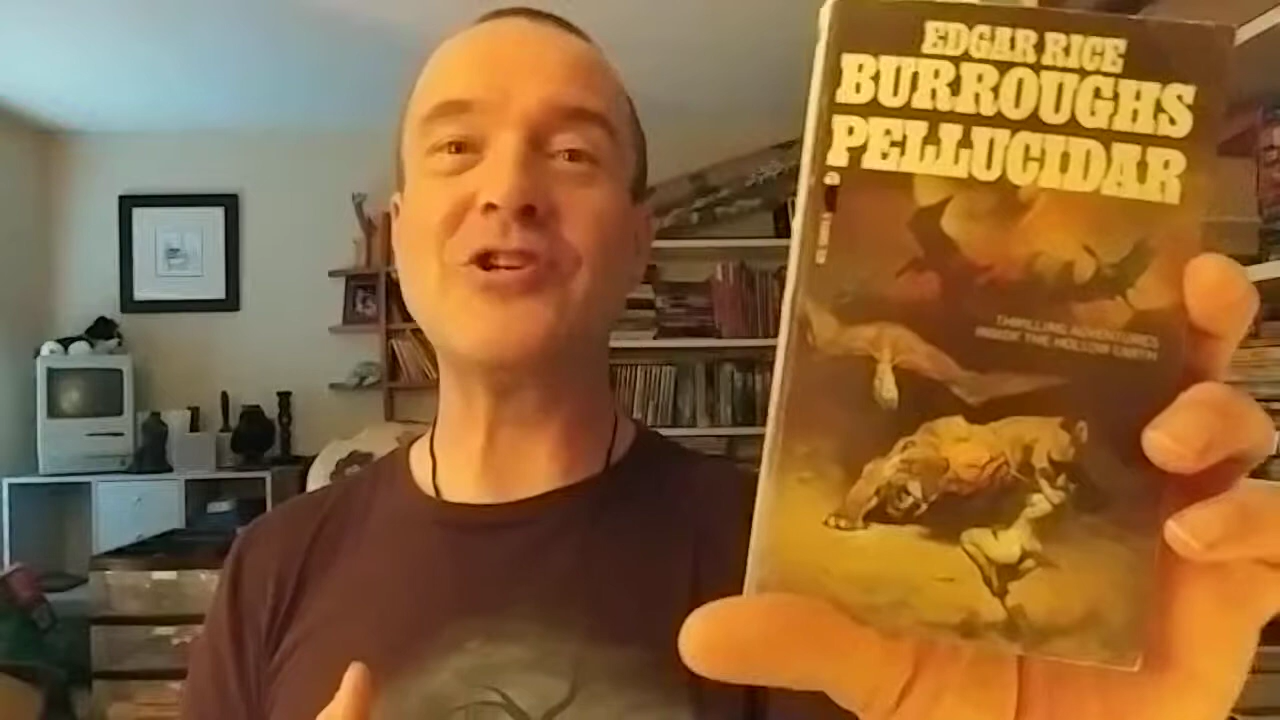 EDGAR RICE
BURROUGHS
PELLUCIDAR
THRILLING ADVENTURES
INSIDE THE HOLLOW EARTH